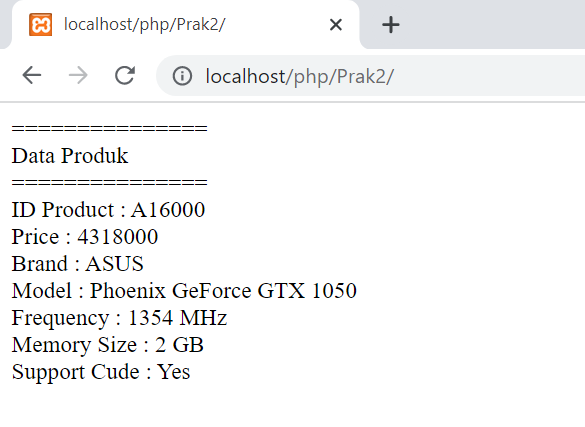 localhost/php/Prak2/
localhost/php/Prak2/
===============
Data Produk
===============
ID Product : A16000
Price : 4318000
Brand : ASUS
Model : Phoenix GeForce GTX 1050
Frequency : 1354 MHz
Memory Size : 2 GB
Support Cude : Yes